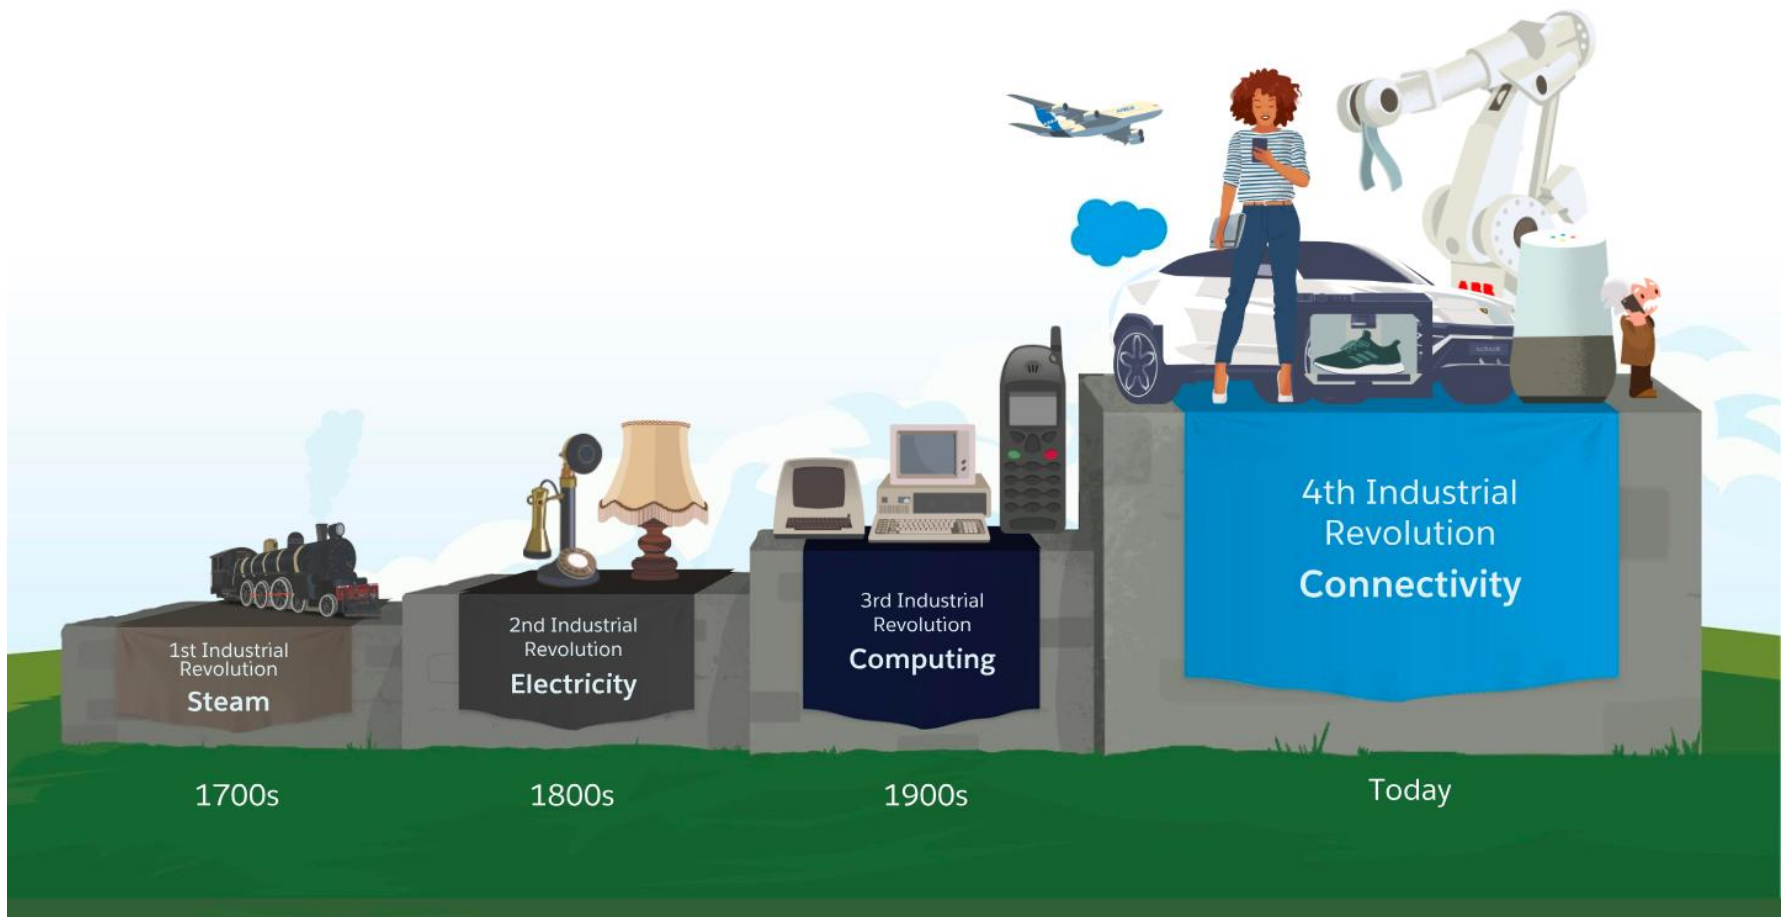 ABB
1st Industrial
Revolution
Steam
2nd Industrial
Revolution
Electricity
3rd Industrial
Revolution
Computing
4th Industrial
Revolution
Connectivity
1700s
1800s
1900s
Today